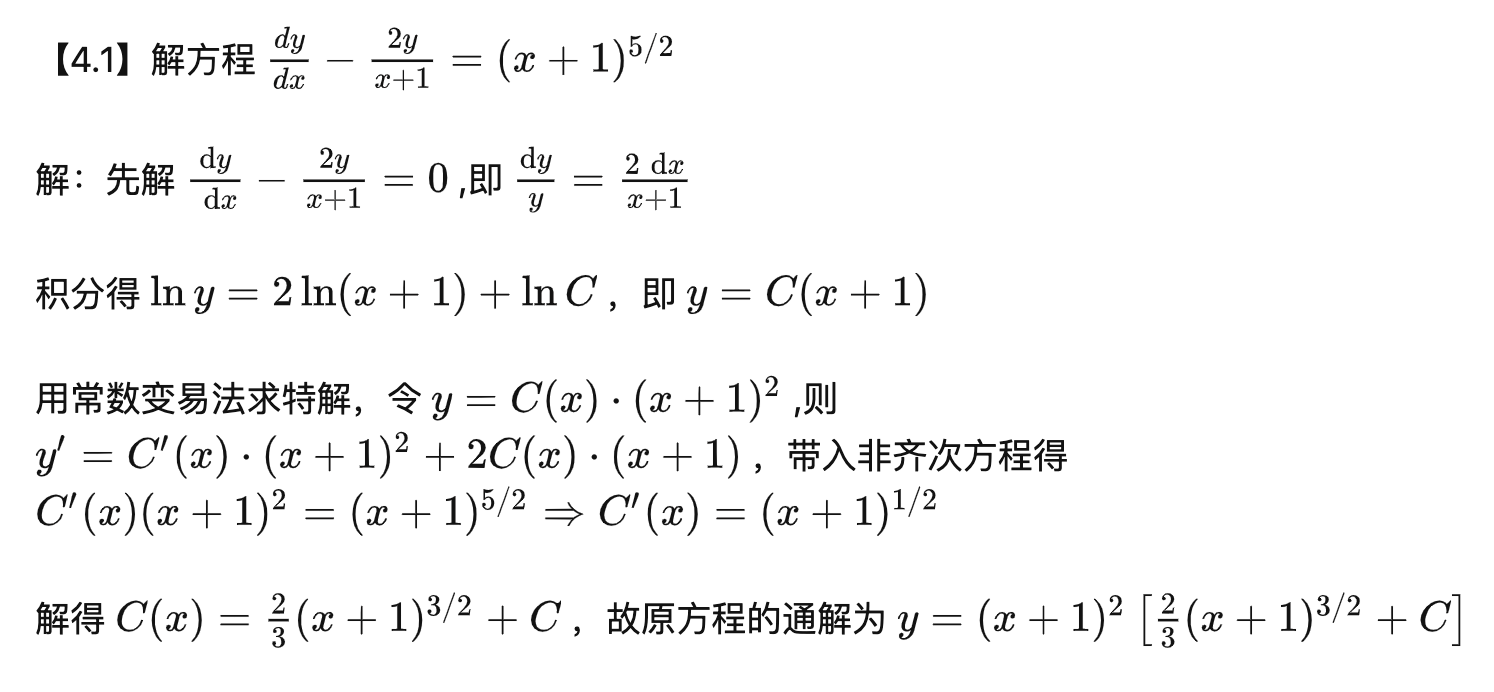 【4.1】解方程 $\frac{dy}{dx} - \frac{2y}{x+1} = (x+1)^{5/2}$
解：先解 $\frac{\mathrm{d}y}{\mathrm{d}x} - \frac{2y}{x+1} = 0$ ,即 $\frac{\mathrm{d}y}{y} = \frac{2\ \mathrm{d}x}{x+1}$
积分得 $\ln y = 2\ln(x+1) + \ln C$ ，即 $y = C(x+1)$
用常数变易法求特解，令 $y = C(x) \cdot (x+1)^2$ ,则
$y' = C'(x) \cdot (x+1)^2 + 2C(x) \cdot (x+1)$ ，带入非齐次方程得
$C'(x)(x+1)^2 = (x+1)^{5/2} \Rightarrow C'(x) = (x+1)^{1/2}$
解得 $C(x) = \frac{2}{3}(x+1)^{3/2} + C$ ，故原方程的通解为 $y = (x+1)^2 \left[\frac{2}{3}(x+1)^{3/2} + C\right]$